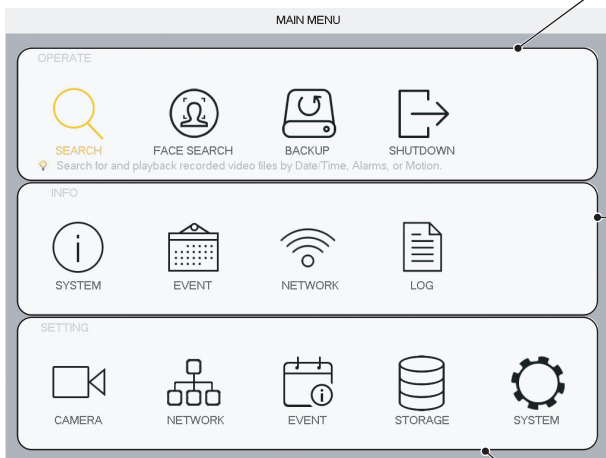 MAIN MENU
OPERATE
SEARCH FACE SEARCH BACKUP SHUTDOWN
Search for and playback recorded video files by Date/Time, Alarms, or Motion.
INFO
SYSTEM EVENT NETWORK LOG
SETTING
CAMERA NETWORK EVENT STORAGE SYSTEM